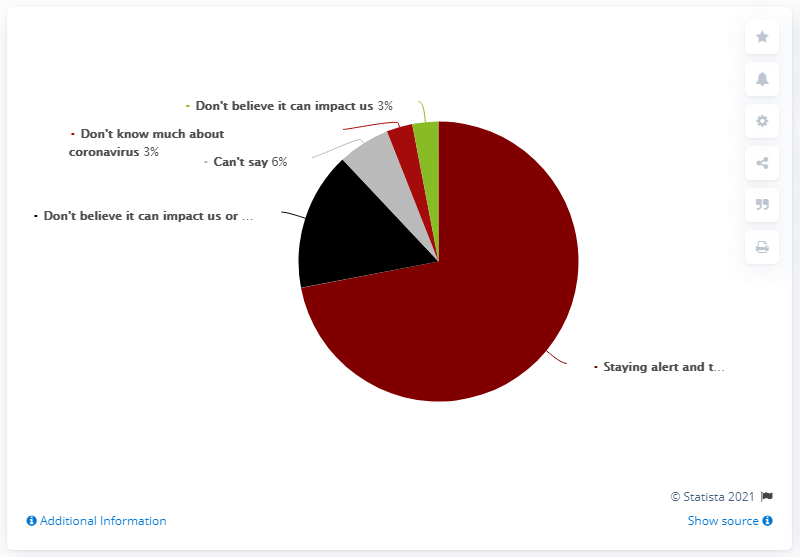 - Don't believe it can impact us 3%
- Don't know much about
coronavirus 3%
- Can't say 6%
- Don't believe it can impact us or ...
- Staying alert and t...
© Statista 2021
Additional Information
Show source